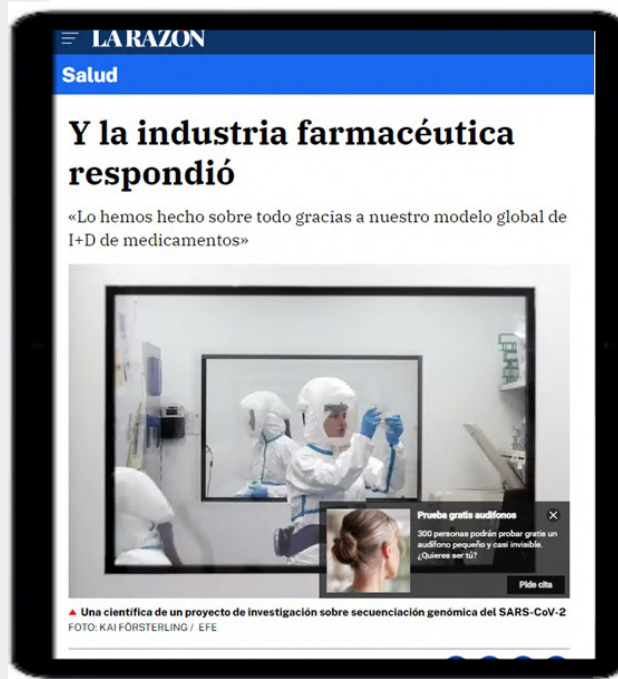 LA RAZÓN
Salud
Y la industria farmacéutica
respondió
«Lo hemos hecho sobre todo gracias a nuestro modelo global de
I+D de medicamentos»
Prueba gratis audífonos
300 personas podrán probar gratis un
audífono pequeño y casi invisible.
¿Quieres ser tú?
Pide cita
Una científica de un proyecto de investigación sobre secuenciación genómica del SARS-CoV-2
FOTO: KAI FÖRSTERLING / EFE